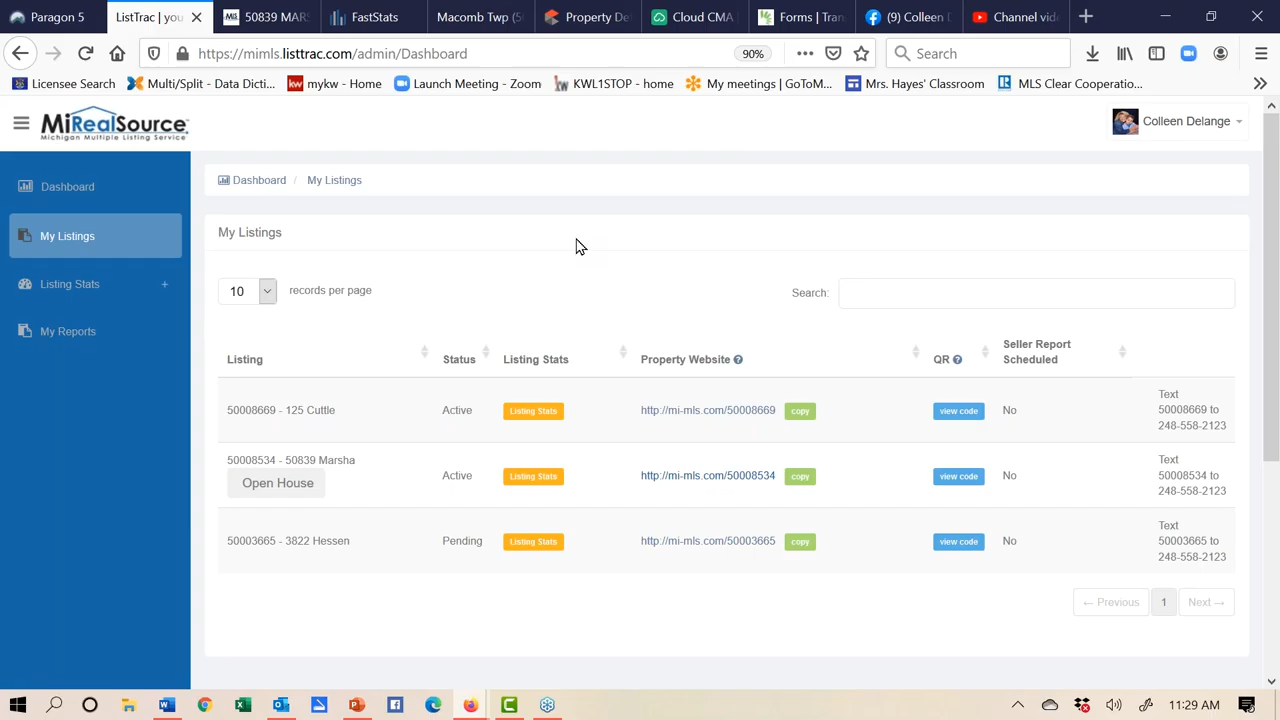 Paragon 5
ListTrac | you
50839 MARS
FastStats
Macomb Twp (5
Property De
Cloud CMA
Forms | Tran
(9) Colleen D
Channel vide
https://mimls.listtrac.com/admin/Dashboard
90%
Search
Licensee Search
Multi/Split - Data Dicti...
mykw - Home
Launch Meeting - Zoom
KWL1STOP - home
My meetings | GoToM...
Mrs. Hayes' Classroom
MLS Clear Cooperatio...
MiRealSource
Michigan Multiple Listing Service
Colleen Delange
Dashboard
My Listings
Listing Stats +
My Reports
Dashboard / My Listings
My Listings
10 records per page
Search:
Listing Status Listing Stats Property Website QR Seller Report Scheduled
50008669 - 125 Cuttle Active Listing Stats http://mi-mls.com/50008669 copy view code No
Text
50008669 to
248-558-2123
50008534 - 50839 Marsha
Open House
Active Listing Stats http://mi-mls.com/50008534 copy view code No
Text
50008534 to
248-558-2123
50003665 - 3822 Hessen Pending Listing Stats http://mi-mls.com/50003665 copy view code No
Text
50003665 to
248-558-2123
← Previous 1 Next →
11:29 AM